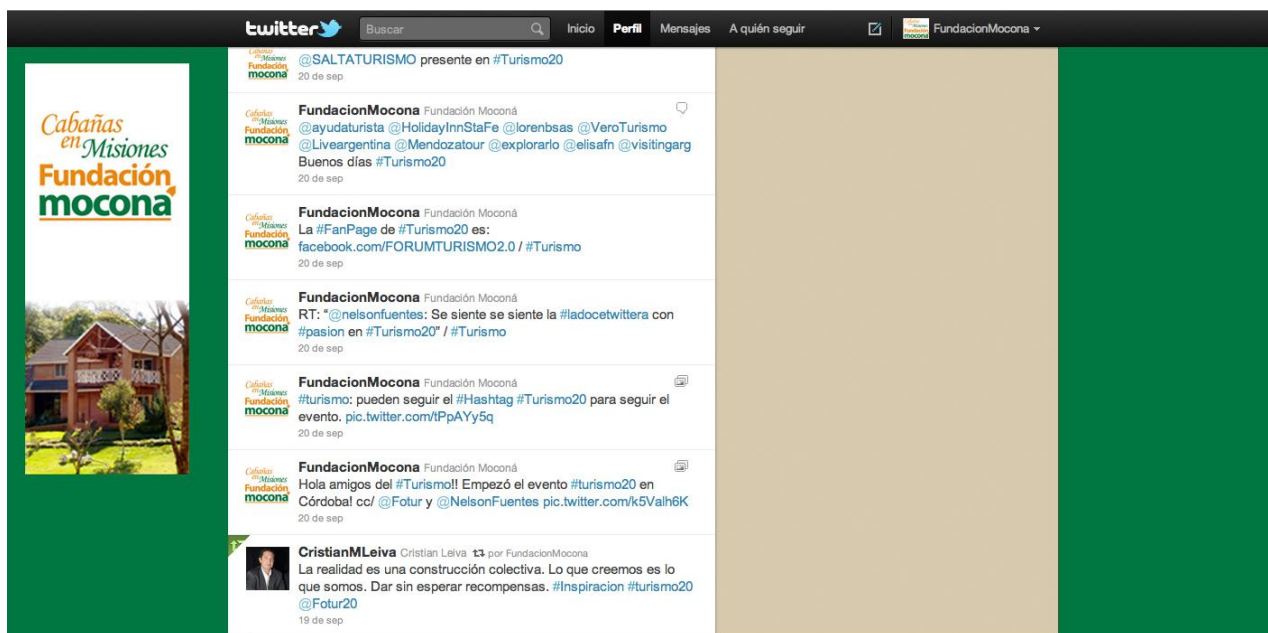 twitter
Buscar
Inicio Perfil Mensajes A quién seguir
FundacionMocona
Cabañas
en Misiones
Fundación
mocona
@SALTATURISMO presente en #Turismo20
20 de sep
FundacionMocona Fundación Moconá
@ayudaturista @HolidayInnStaFe @lorenbsas @VeroTurismo
@Liveargentina @Mendozatour @explorarlo @elisafn @visitingarg
Buenos días #Turismo20
20 de sep
FundacionMocona Fundación Moconá
La #FanPage de #Turismo20 es:
facebook.com/FORUMTURISMO2.0 / #Turismo
20 de sep
FundacionMocona Fundación Moconá
RT: “@nelsonfuentes: Se siente se siente la #ladocetwittera con
#pasion en #Turismo20” / #Turismo
20 de sep
FundacionMocona Fundación Moconá
#turismo: pueden seguir el #Hashtag #Turismo20 para seguir el
evento. pic.twitter.com/tPpAYy5q
20 de sep
FundacionMocona Fundación Moconá
Hola amigos del #Turismo!! Empezó el evento #turismo20 en
Córdoba! cc/ @Fotur y @NelsonFuentes pic.twitter.com/k5Valh6K
20 de sep
CristianMLeiva Cristian Leiva por FundacionMocona
La realidad es una construcción colectiva. Lo que creemos es lo
que somos. Dar sin esperar recompensas. #Inspiracion #turismo20
@Fotur20
19 de sep